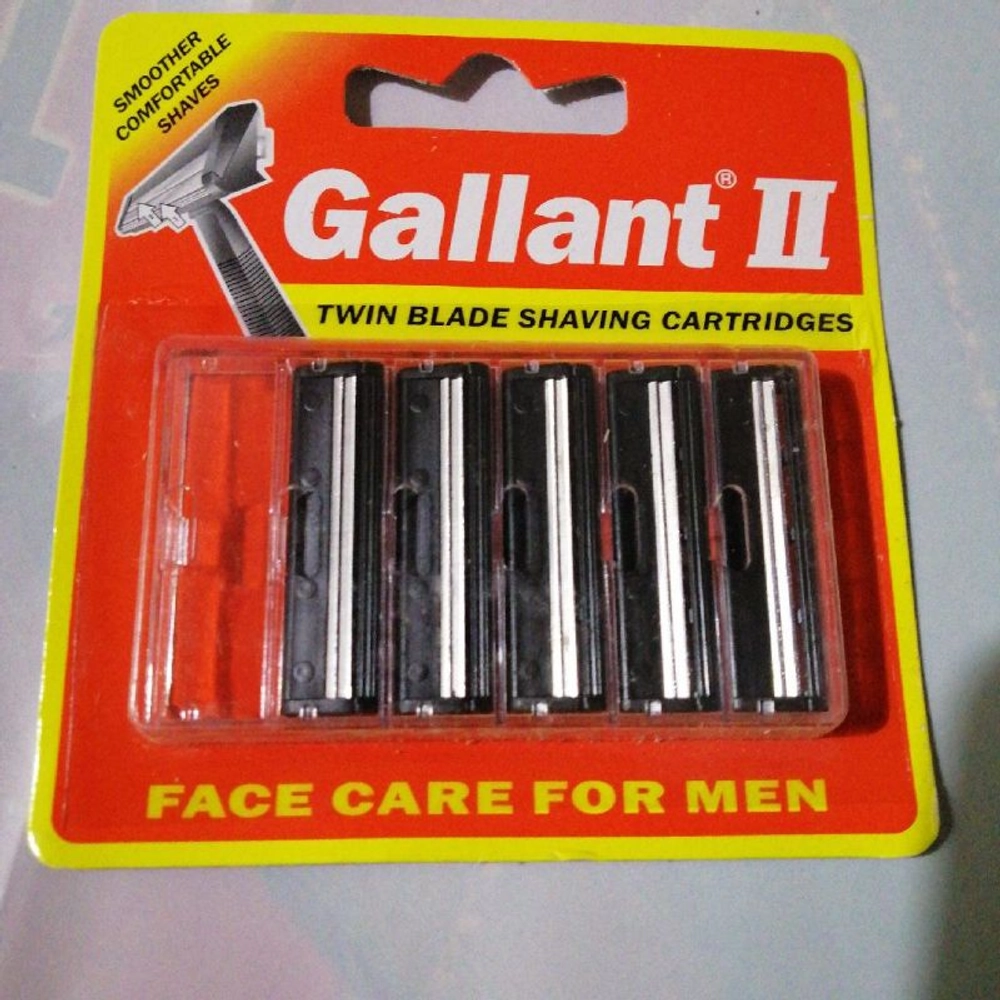 SMOOTHER
COMFORTABLE
SHAVES
Gallant® II
TWIN BLADE SHAVING CARTRIDGES
FACE CARE FOR MEN